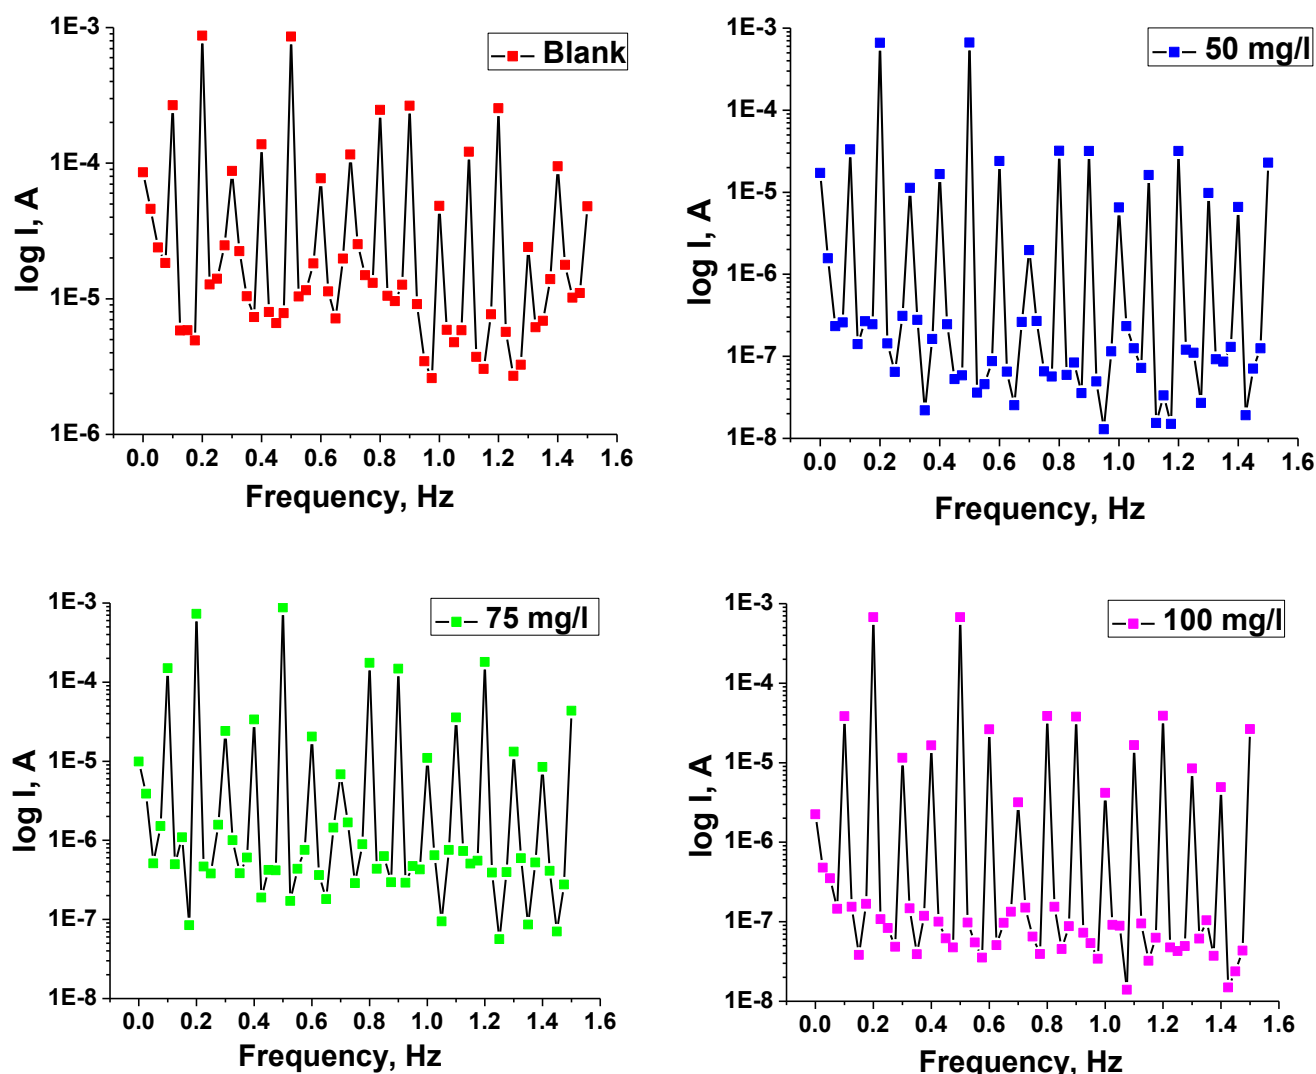 Blank
1E-3
1E-4
1E-5
1E-6
log I, A
0.0 0.2 0.4 0.6 0.8 1.0 1.2 1.4 1.6
Frequency, Hz
50 mg/l
1E-3
1E-4
1E-5
1E-6
1E-7
1E-8
log I, A
0.0 0.2 0.4 0.6 0.8 1.0 1.2 1.4 1.6
Frequency, Hz
75 mg/l
1E-3
1E-4
1E-5
1E-6
1E-7
1E-8
log I, A
0.0 0.2 0.4 0.6 0.8 1.0 1.2 1.4 1.6
Frequency, Hz
100 mg/l
1E-3
1E-4
1E-5
1E-6
1E-7
1E-8
log I, A
0.0 0.2 0.4 0.6 0.8 1.0 1.2 1.4 1.6
Frequency, Hz